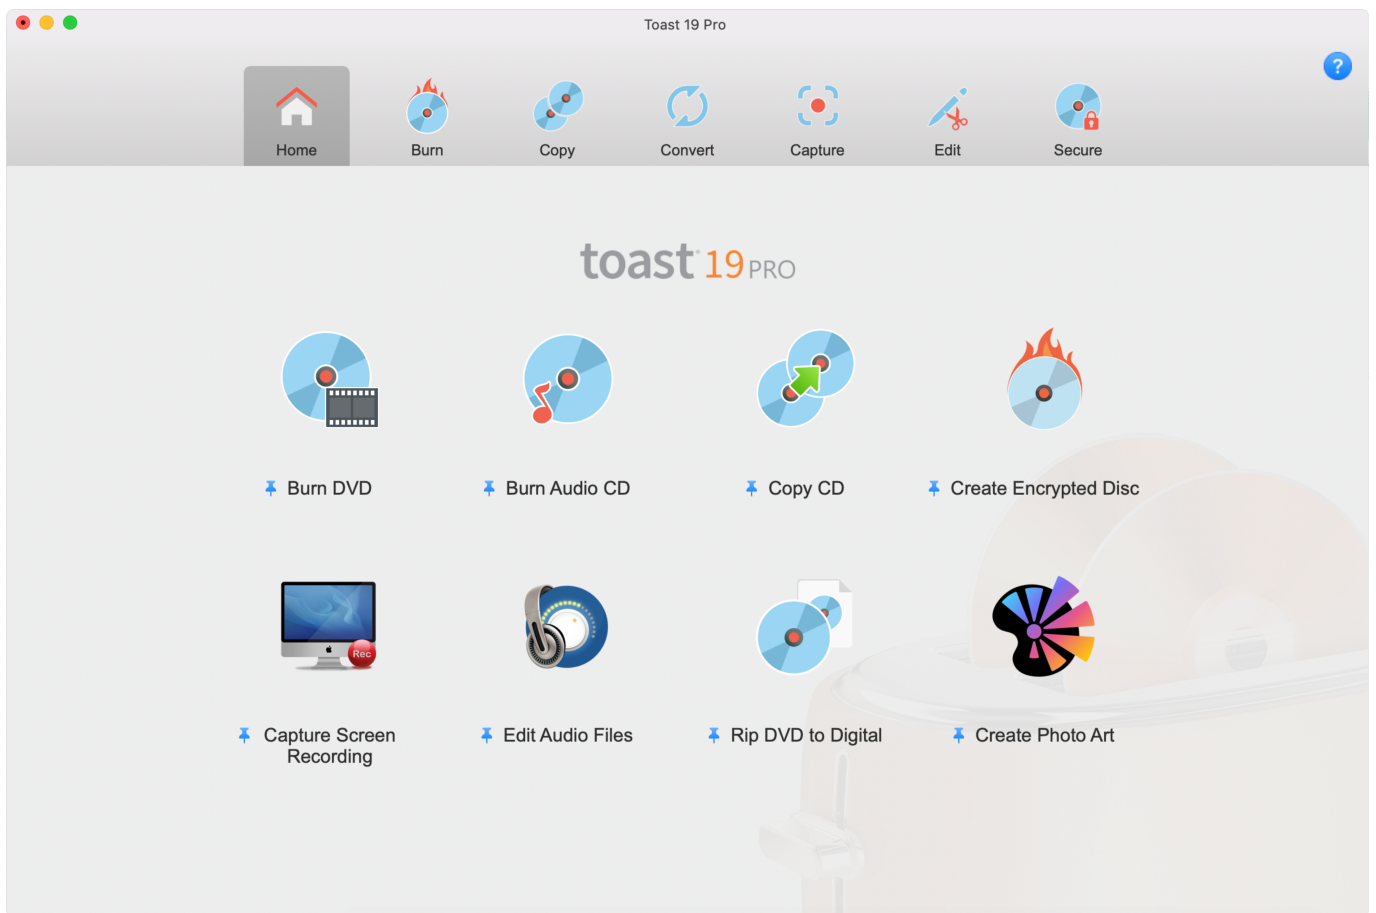 Toast 19 Pro
?
Home
Burn
Copy
Convert
Capture
Edit
Secure
toast 19 PRO
Burn DVD
Burn Audio CD
Copy CD
Create Encrypted Disc
Rec
Capture Screen
Recording
Edit Audio Files
Rip DVD to Digital
Create Photo Art